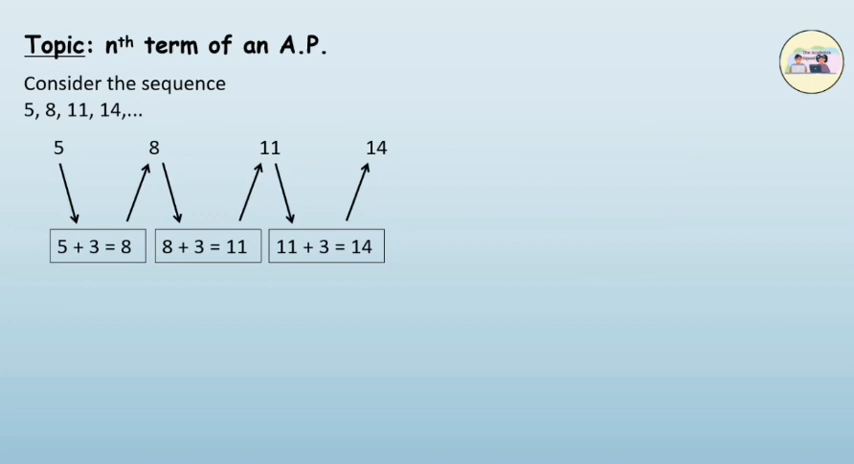 Topic: nth term of an A.P.
Consider the sequence
5, 8, 11, 14,...
5 8 11 14
5 + 3 = 8 8 + 3 = 11 11 + 3 = 14